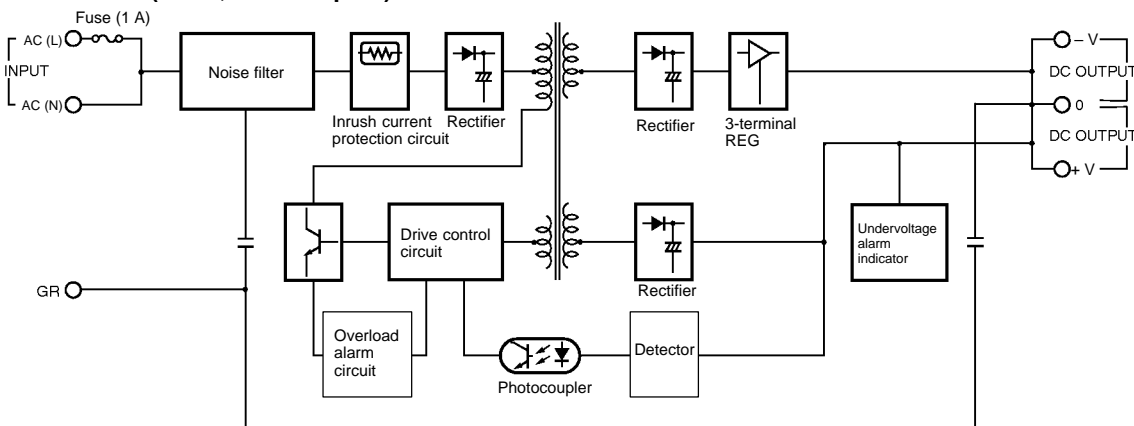 Fuse (1 A)
AC (L)
INPUT
AC (N)
Noise filter
Inrush current
protection circuit
Rectifier
Rectifier
3-terminal
REG
– V
DC OUTPUT
0
DC OUTPUT
+ V
Drive control
circuit
Rectifier
Undervoltage
alarm
indicator
GR
Overload
alarm
circuit
Photocoupler
Detector